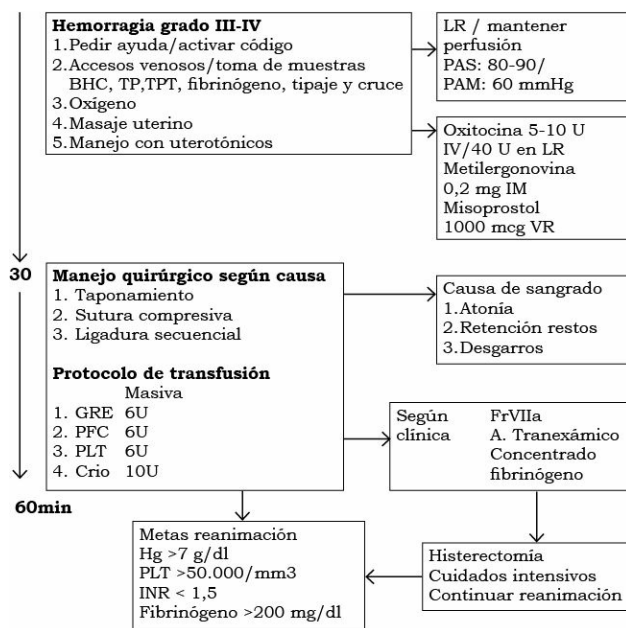 Hemorragia grado III-IV
1.Pedir ayuda/activar código
2.Accesos venosos/toma de muestras
BHC, TP,TPT, fibrinógeno, tipaje y cruce
3.Oxígeno
4.Masaje uterino
5.Manejo con uterotónicos
LR / mantener
perfusión
PAS: 80-90/
PAM: 60 mmHg
Oxitocina 5-10 U
IV/40 U en LR
Metilergonovina
0,2 mg IM
Misoprostol
1000 mcg VR
30
Manejo quirúrgico según causa
1. Taponamiento
2. Sutura compresiva
3. Ligadura secuencial
Protocolo de transfusión
Masiva
1. GRE 6U
2. PFC 6U
3. PLT 6U
4. Crio 10U
Causa de sangrado
1.Atonía
2.Retención restos
3.Desgarros
Según FrVIIa
clínica A. Tranexámico
Concentrado
fibrinógeno
60min
Metas reanimación
Hg >7 g/dl
PLT >50.000/mm3
INR < 1,5
Fibrinógeno >200 mg/dl
Histerectomía
Cuidados intensivos
Continuar reanimación